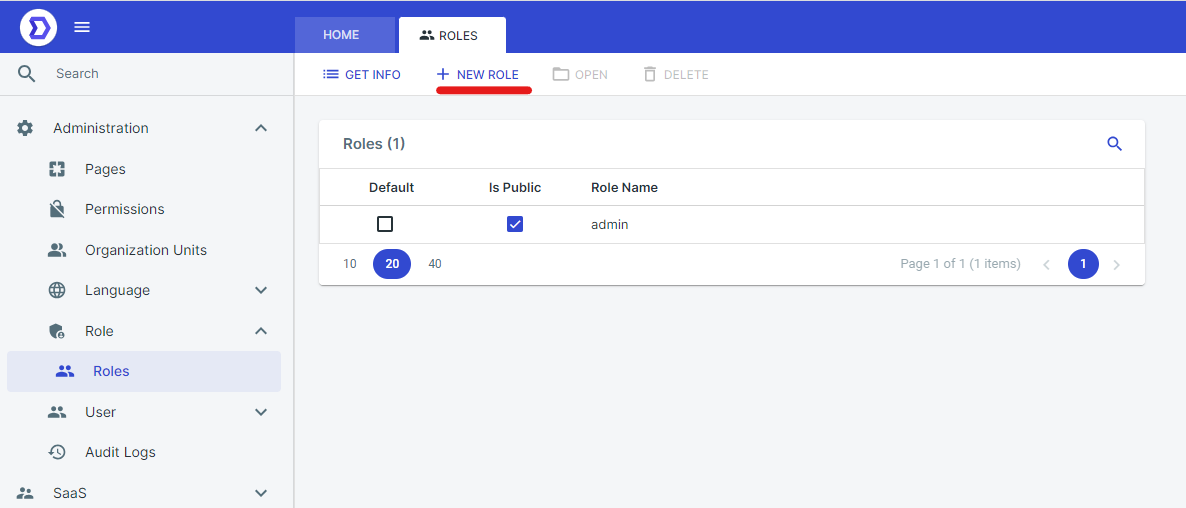 HOME
ROLES
Search
GET INFO
NEW ROLE
OPEN
DELETE
Administration
Pages
Permissions
Organization Units
Language
Role
Roles
User
Audit Logs
SaaS
Roles (1)
Default Is Public Role Name
admin
10 20 40 Page 1 of 1 (1 items) 1